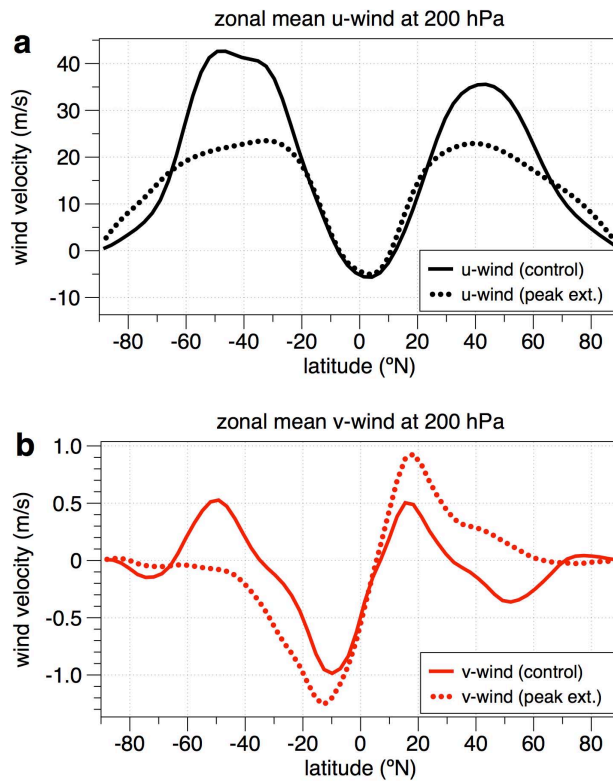 a
zonal mean u-wind at 200 hPa
wind velocity (m/s)
40
30
20
10
0
-10
u-wind (control)
u-wind (peak ext.)
-80 -60 -40 -20 0 20 40 60 80
latitude (ºN)
b
zonal mean v-wind at 200 hPa
wind velocity (m/s)
1.0
0.5
0
-0.5
-1.0
v-wind (control)
v-wind (peak ext.)
-80 -60 -40 -20 0 20 40 60 80
latitude (ºN)